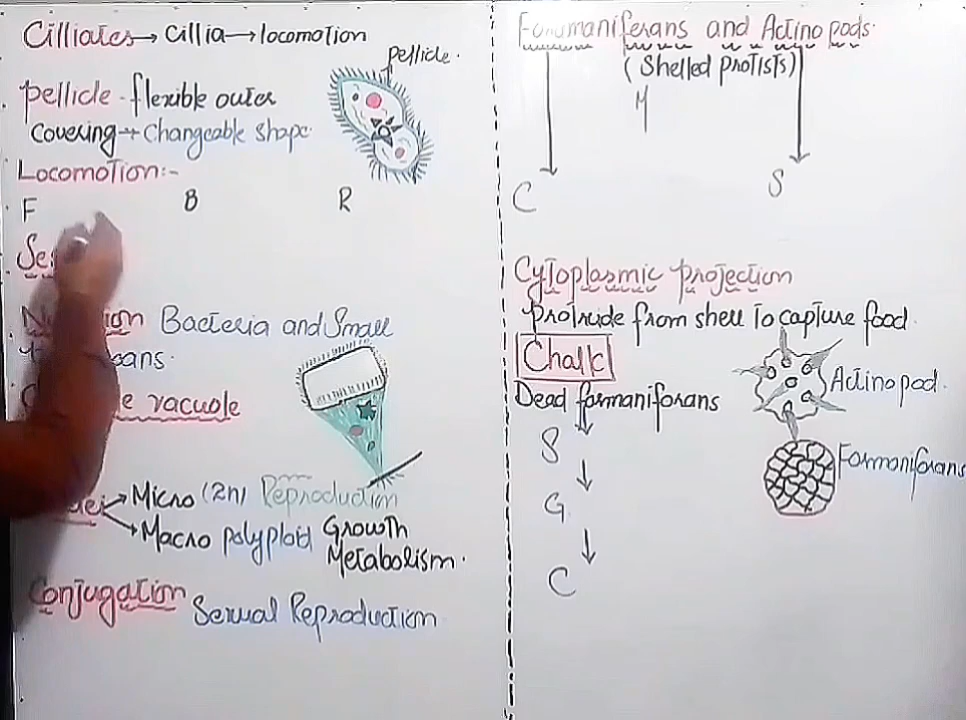 Cilliates→ Cillia→locomotion
pellicle.
pellicle - flexible outer
Covering → Changeable shape.
Locomotion:-
F B R
Bacteria and Small
vacuole
Micro (2n) Reproduction
Macro polyploid Growth
Metabolism.
Conjugation Sexual Reproduction
and Actinopods.
(Shelled protists)
M
C S
Cytoplasmic projection
protrude from shell To capture food.
Chalk
Actinopod.
Dead formaniforans
Formoniforans
S
G
C